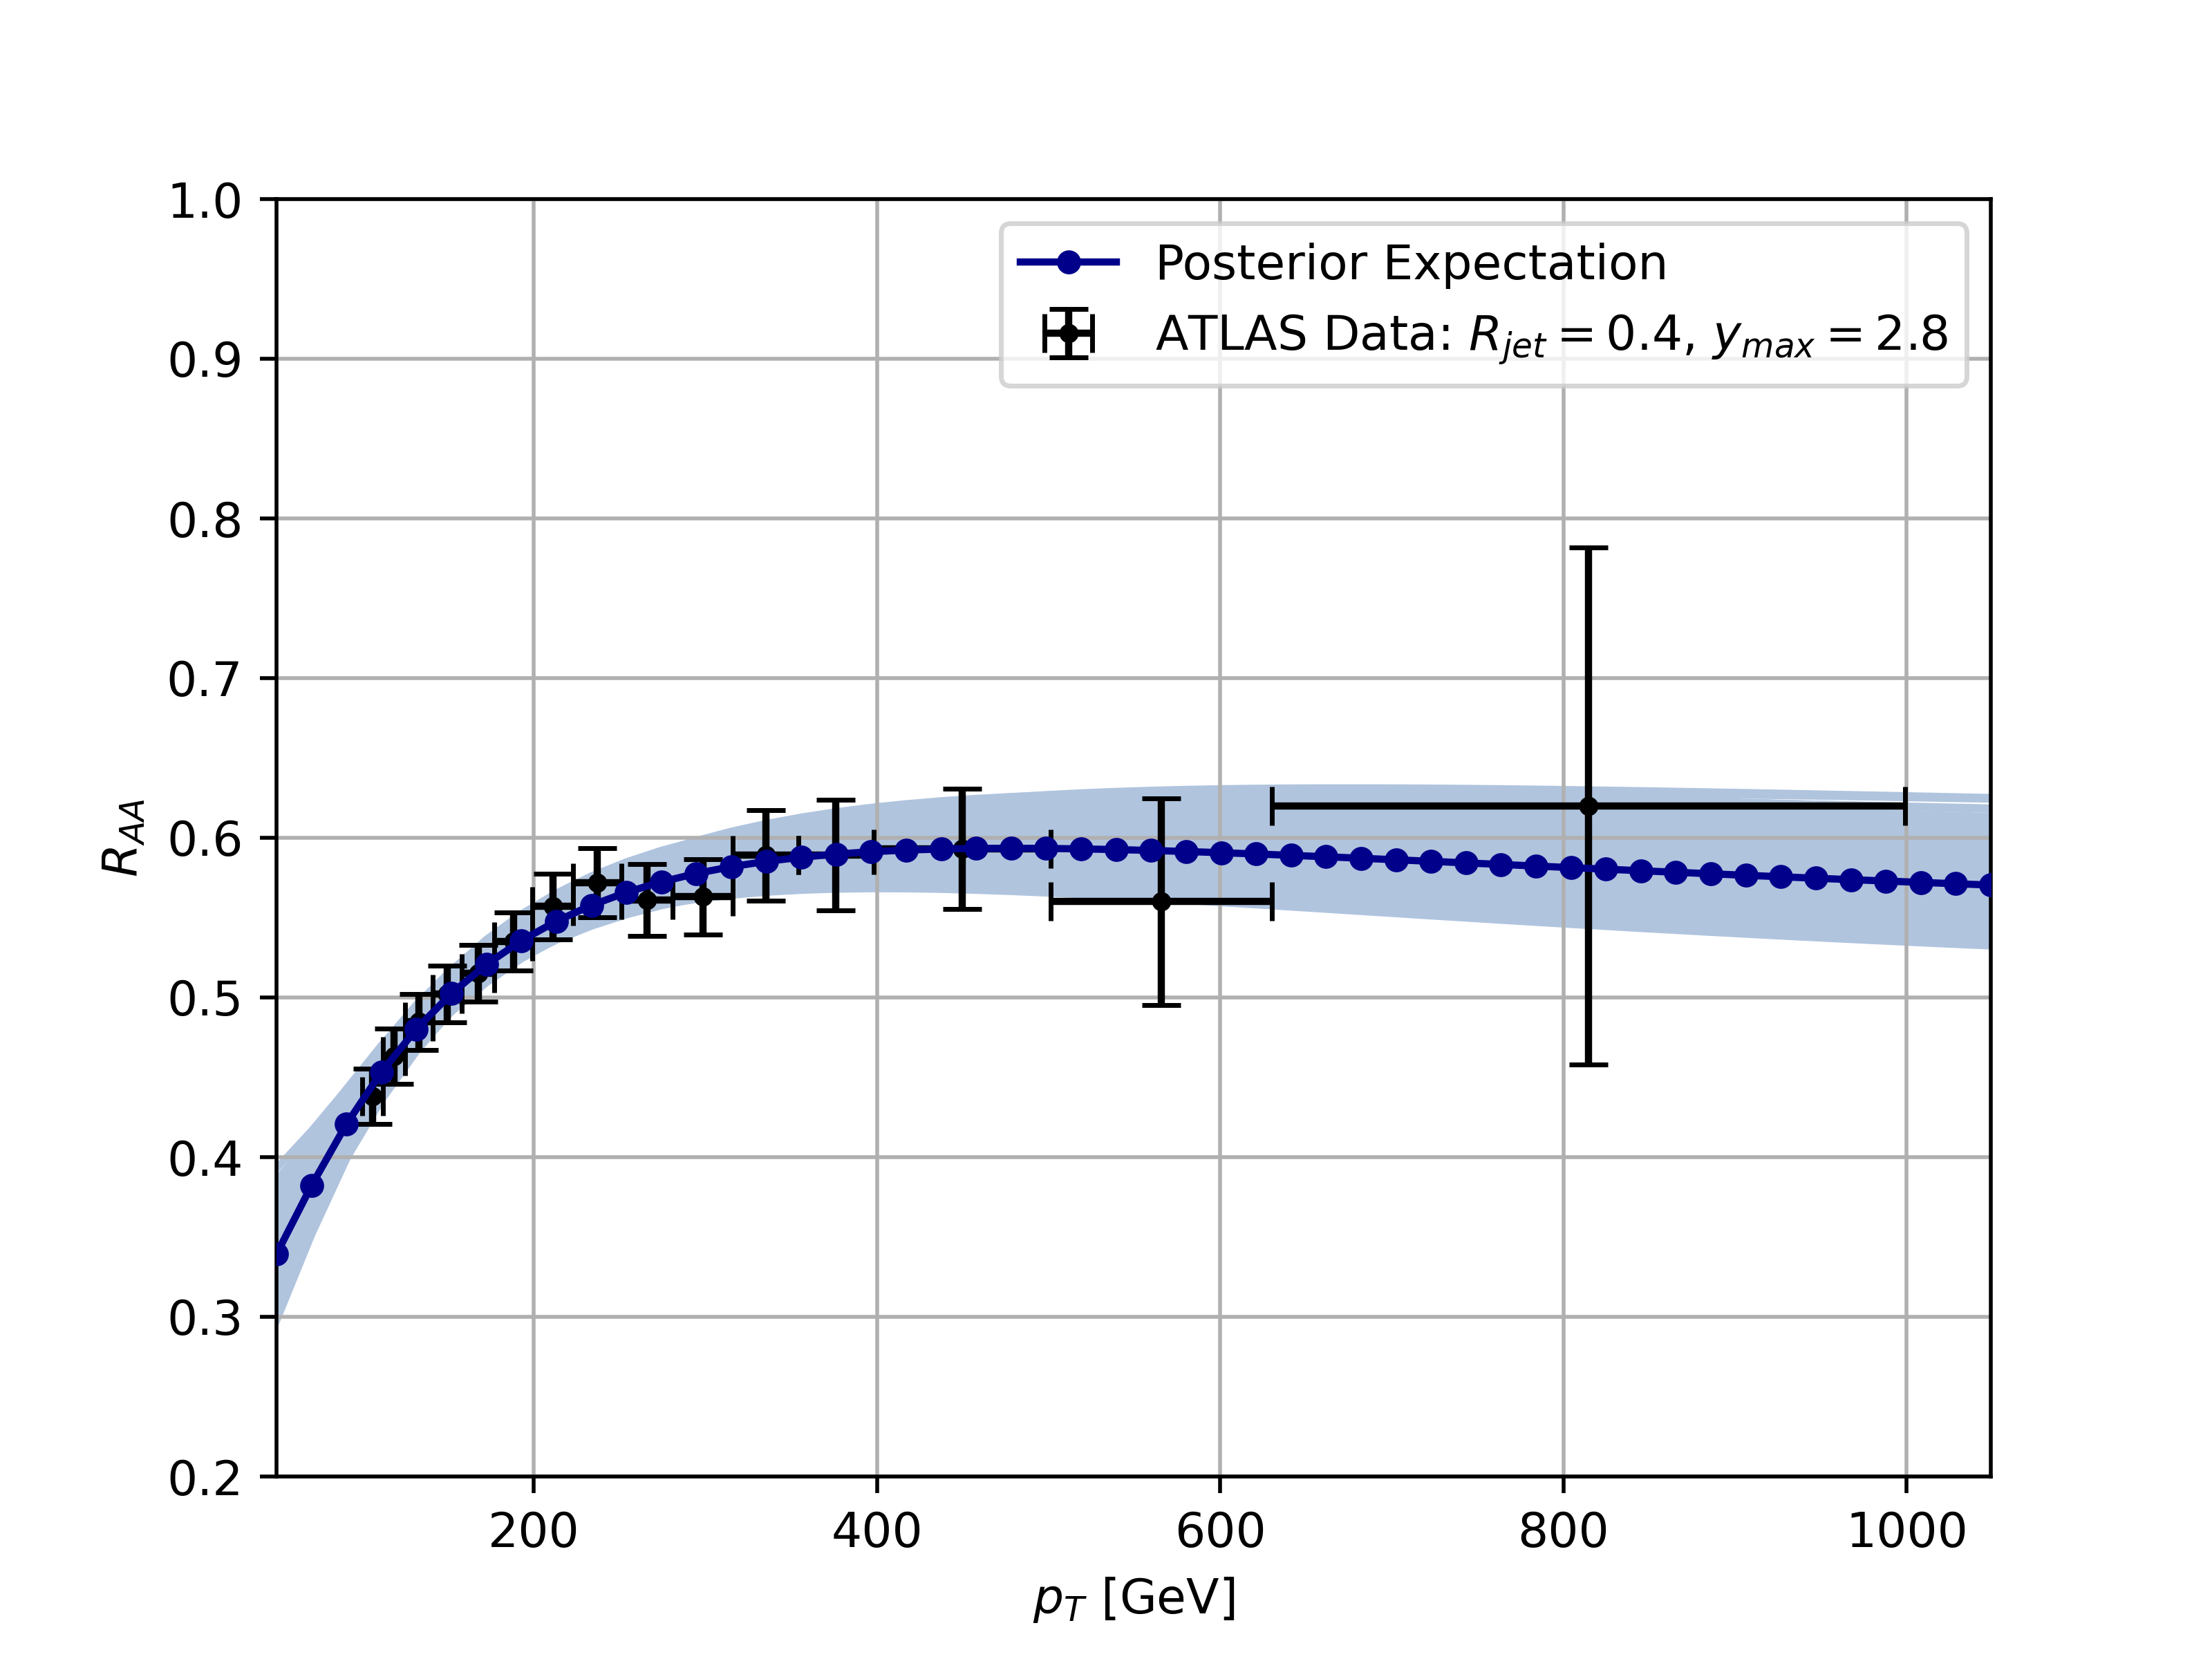 Posterior Expectation
ATLAS Data: R_jet = 0.4, y_max = 2.8
1.0
0.9
0.8
0.7
0.6
0.5
0.4
0.3
0.2
R_AA
200 400 600 800 1000
p_T [GeV]